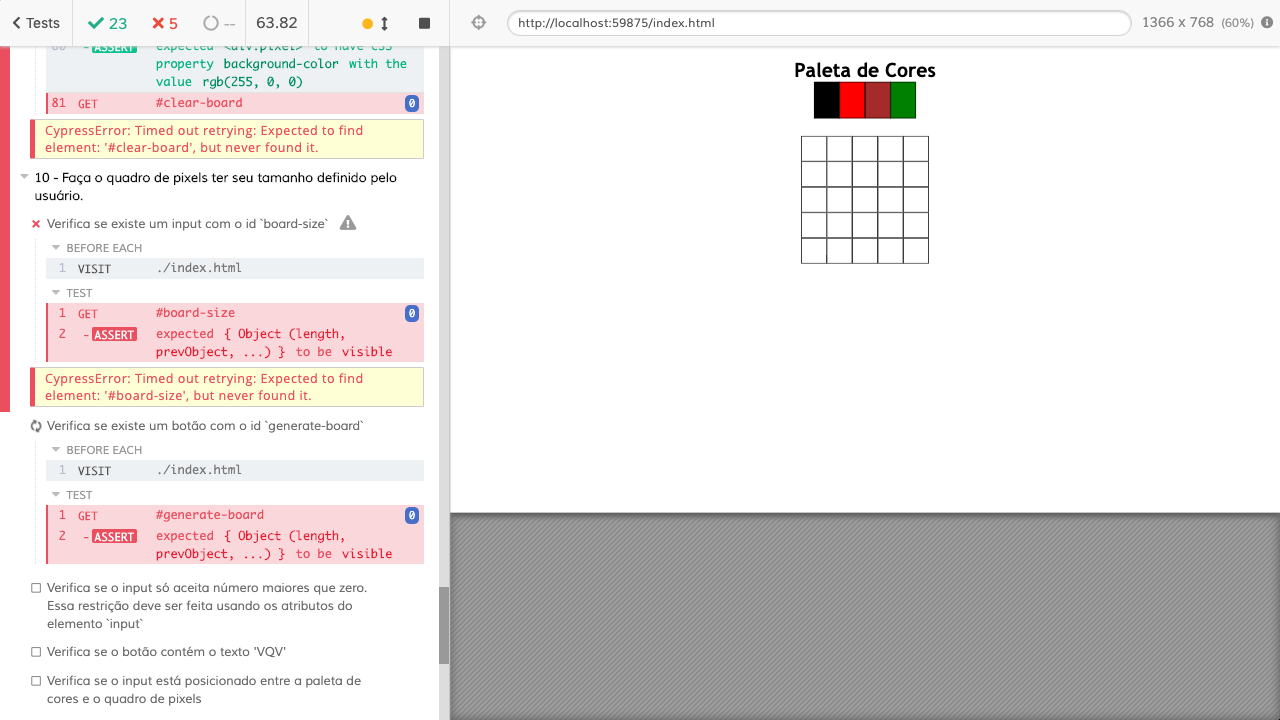 Tests
23
5
--
63.82
http://localhost:59875/index.html
1366 x 768 (60%)
80 -ASSERT expected <div.pixel> to have CSS
property background-color with the
value rgb(255, 0, 0)
81 GET #clear-board 0
CypressError: Timed out retrying: Expected to find
element: '#clear-board', but never found it.
10 - Faça o quadro de pixels ter seu tamanho definido pelo
usuário.
Verifica se existe um input com o id `board-size`
BEFORE EACH
1 VISIT ./index.html
TEST
1 GET #board-size 0
2 -ASSERT expected { Object (length,
prevObject, ...) } to be visible
CypressError: Timed out retrying: Expected to find
element: '#board-size', but never found it.
Verifica se existe um botão com o id `generate-board`
BEFORE EACH
1 VISIT ./index.html
TEST
1 GET #generate-board 0
2 -ASSERT expected { Object (length,
prevObject, ...) } to be visible
Verifica se o input só aceita número maiores que zero.
Essa restrição deve ser feita usando os atributos do
elemento `input`
Verifica se o botão contém o texto 'VQV'
Verifica se o input está posicionado entre a paleta de
cores e o quadro de pixels
Paleta de Cores